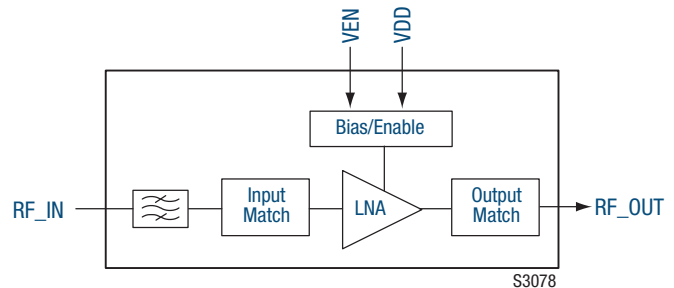 VEN
VDD
Bias/Enable
RF_IN
Input
Match
LNA
Output
Match
RF_OUT
S3078